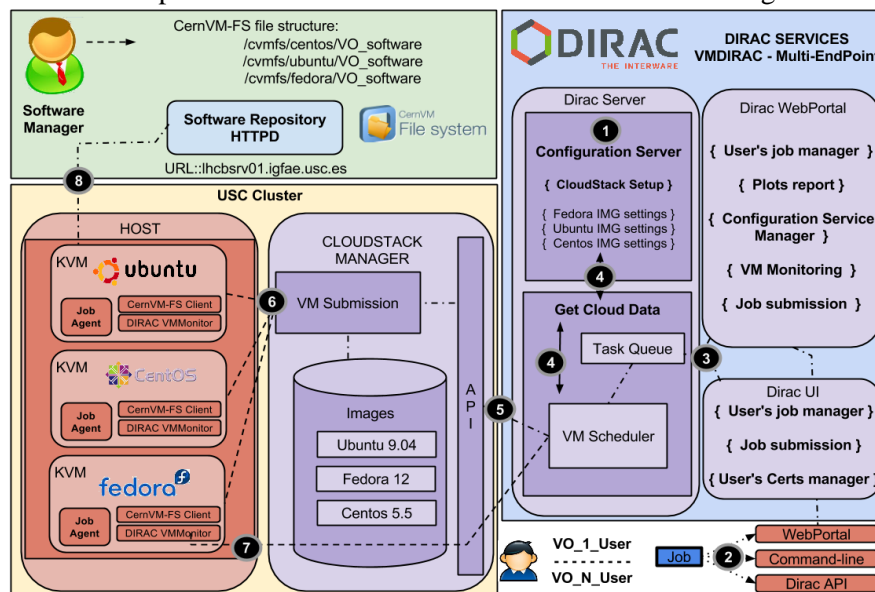 CernVM-FS file structure:
/cvmfs/centos/VO_software
/cvmfs/ubuntu/VO_software
/cvmfs/fedora/VO_software
Software
Manager
Software Repository
HTTPD
CernVM
File system
URL::lhcbsrv01.igfae.usc.es
8
USC Cluster
HOST
KVM
ubuntu
Job
Agent
CernVM-FS Client
DIRAC VMMonitor
KVM
CentOS
Job
Agent
CernVM-FS Client
DIRAC VMMonitor
KVM
fedora
Job
Agent
CernVM-FS Client
DIRAC VMMonitor
6
7
CLOUDSTACK
MANAGER
VM Submission
Images
Ubuntu 9.04
Fedora 12
Centos 5.5
A
P
I
5
DIRAC
THE INTERWARE
DIRAC SERVICES
VMDIRAC - Multi-EndPoint
Dirac Server
1
Configuration Server
{ CloudStack Setup }
{ Fedora IMG settings }
{ Ubuntu IMG settings }
{ Centos IMG settings }
4
Get Cloud Data
Task Queue
4
VM Scheduler
3
Dirac WebPortal
{ User's job manager }
{ Plots report }
{ Configuration Service
Manager }
{ VM Monitoring }
{ Job submission }
Dirac UI
{ User's job manager }
{ Job submission }
{ User's Certs manager }
VO_1_User
VO_N_User
Job
2
WebPortal
Command-line
Dirac API